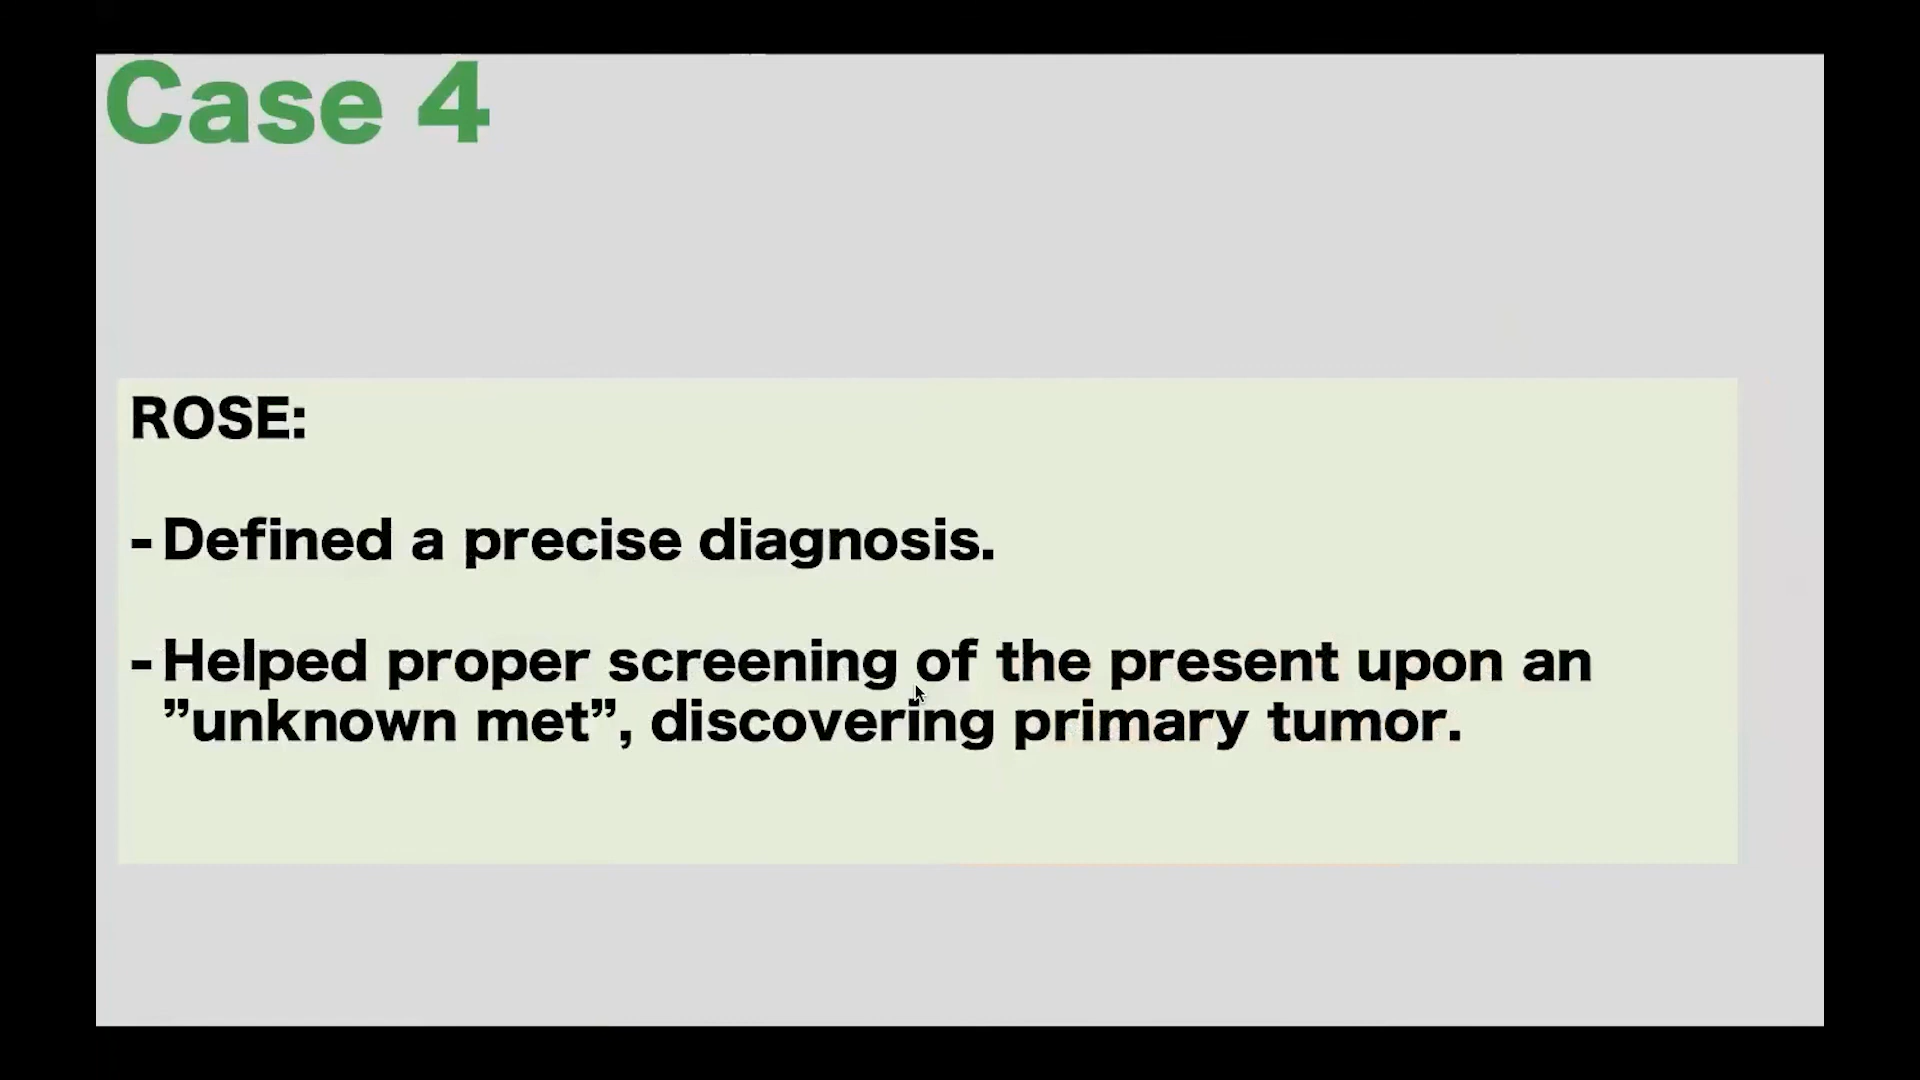 Case 4
ROSE:
-Defined a precise diagnosis.
-Helped proper screening of the present upon an
”unknown met”, discovering primary tumor.